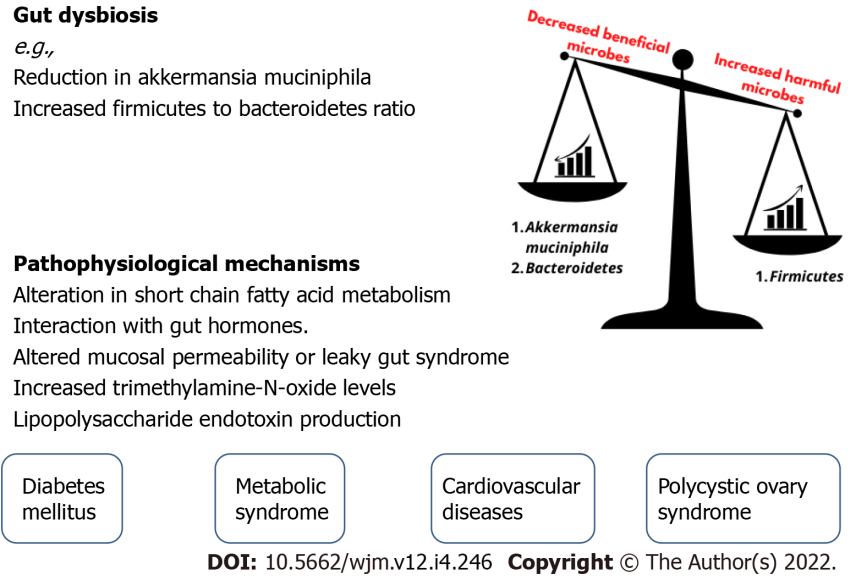 Gut dysbiosis
e.g.,
Reduction in akkermansia muciniphila
Increased firmicutes to bacteroidetes ratio
Decreased beneficial
microbes
Increased harmful
microbes
1. Akkermansia
muciniphila
2. Bacteroidetes
1. Firmicutes
Pathophysiological mechanisms
Alteration in short chain fatty acid metabolism
Interaction with gut hormones.
Altered mucosal permeability or leaky gut syndrome
Increased trimethylamine-N-oxide levels
Lipopolysaccharide endotoxin production
Diabetes
mellitus
Metabolic
syndrome
Cardiovascular
diseases
Polycystic ovary
syndrome
DOI: 10.5662/wjm.v12.i4.246 Copyright © The Author(s) 2022.